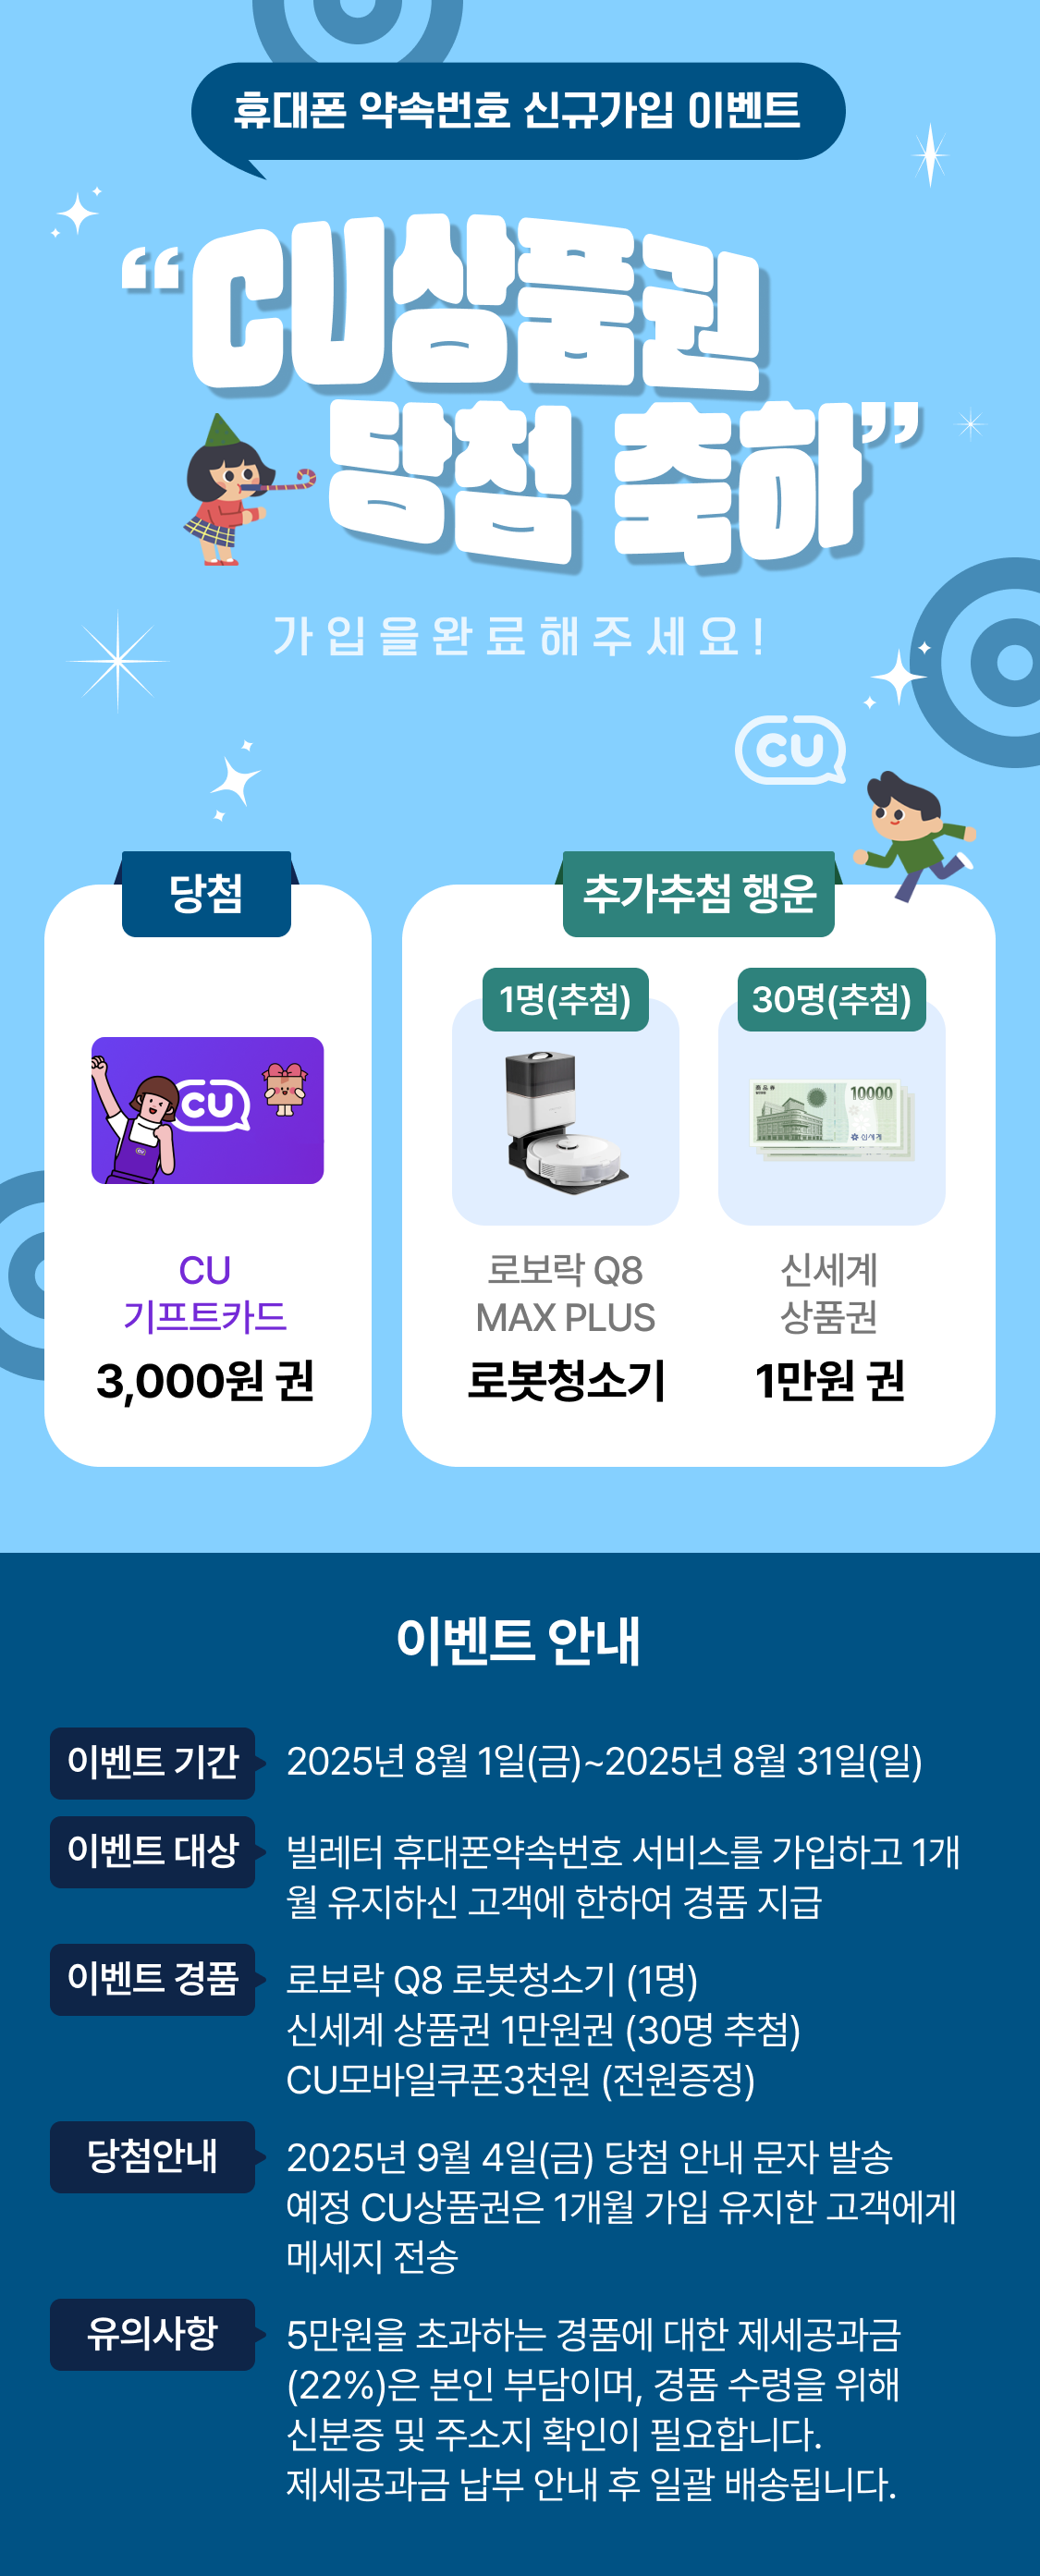 휴대폰 약속번호 신규가입 이벤트
“CU상품권
당첨 축하”
가입을완료해주세요!
CU
당첨
추가추첨 행운
1명(추첨)
30명(추첨)
CU
商品券
10000
신세계
CU
기프트카드
3,000원 권
로보락 Q8
MAX PLUS
로봇청소기
신세계
상품권
1만원 권
이벤트 안내
이벤트 기간
2025년 8월 1일(금)~2025년 8월 31일(일)
이벤트 대상
빌레터 휴대폰약속번호 서비스를 가입하고 1개
월 유지하신 고객에 한하여 경품 지급
이벤트 경품
로보락 Q8 로봇청소기 (1명)
신세계 상품권 1만원권 (30명 추첨)
CU모바일쿠폰3천원 (전원증정)
당첨안내
2025년 9월 4일(금) 당첨 안내 문자 발송
예정 CU상품권은 1개월 가입 유지한 고객에게
메세지 전송
유의사항
5만원을 초과하는 경품에 대한 제세공과금
(22%)은 본인 부담이며, 경품 수령을 위해
신분증 및 주소지 확인이 필요합니다.
제세공과금 납부 안내 후 일괄 배송됩니다.